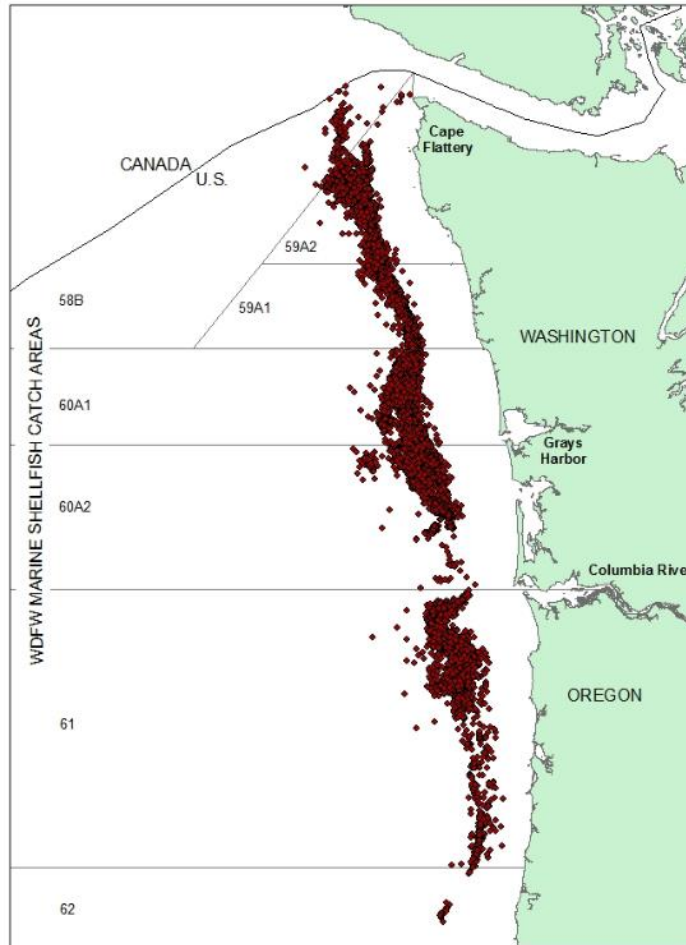 Cape
Flattery
CANADA
U.S.
59A2
58B
59A1
WASHINGTON
60A1
Grays
Harbor
60A2
WDFW MARINE SHELLFISH CATCH AREAS
Columbia River
OREGON
61
62